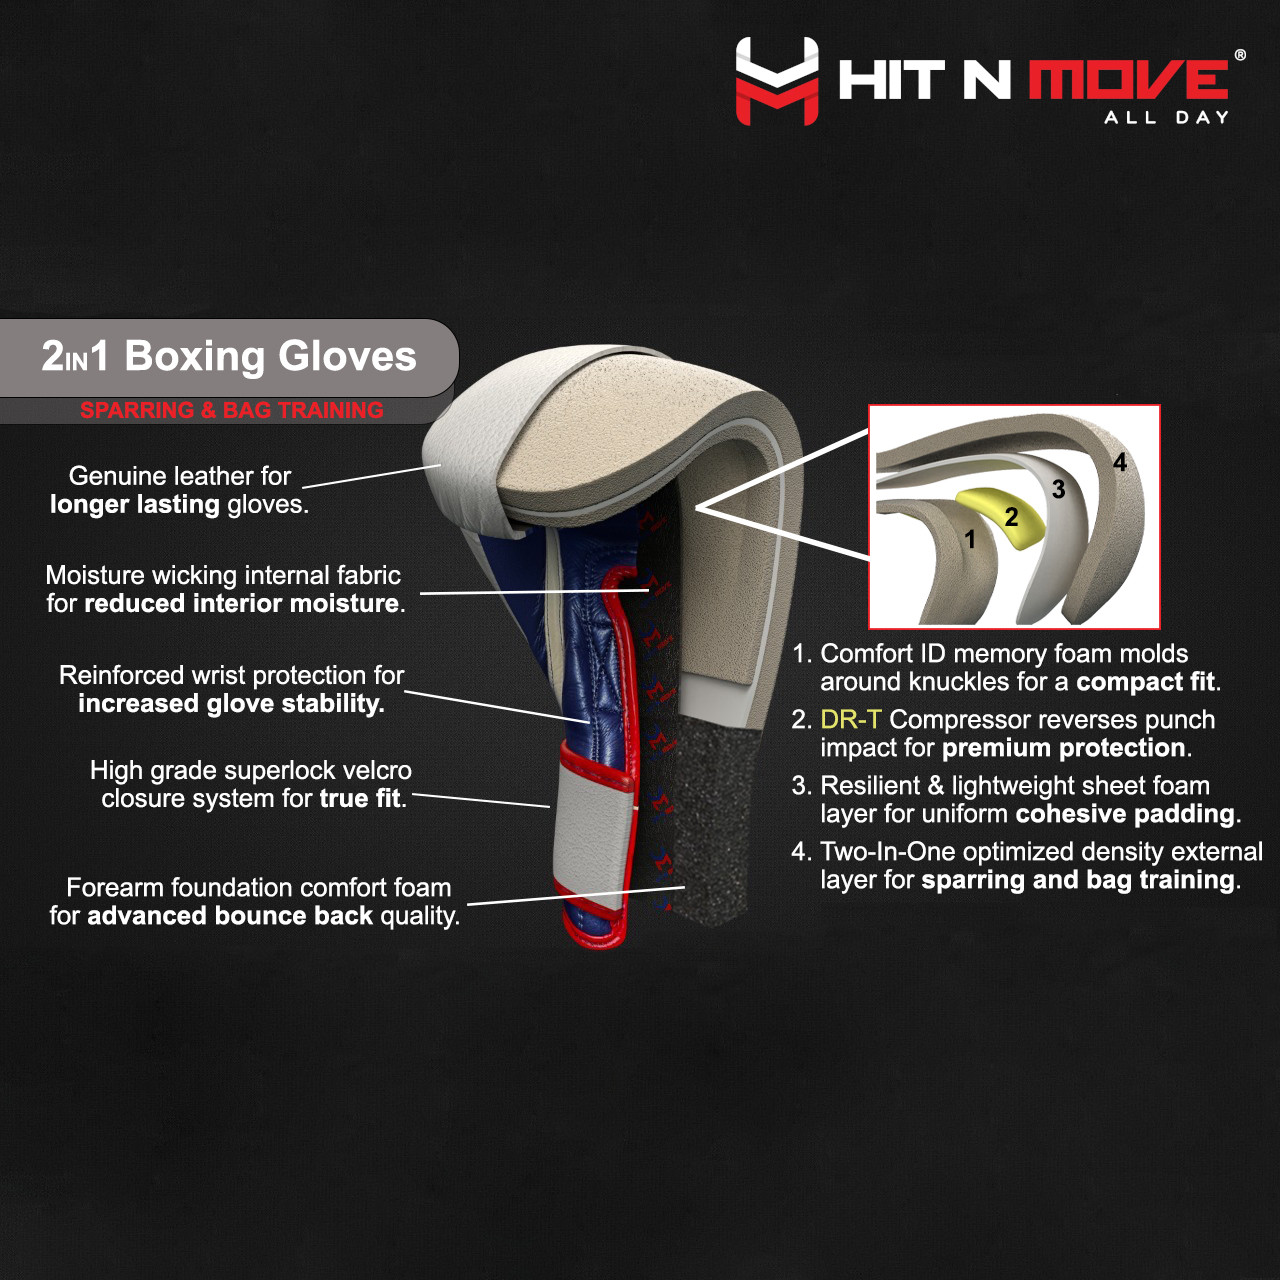 HIT N MOVE®
ALL DAY
2IN1 Boxing Gloves
SPARRING & BAG TRAINING
Genuine leather for
longer lasting gloves.
Moisture wicking internal fabric
for reduced interior moisture.
Reinforced wrist protection for
increased glove stability.
High grade superlock velcro
closure system for true fit.
Forearm foundation comfort foam
for advanced bounce back quality.
1
2
3
4
1. Comfort ID memory foam molds
around knuckles for a compact fit.
2. DR-T Compressor reverses punch
impact for premium protection.
3. Resilient & lightweight sheet foam
layer for uniform cohesive padding.
4. Two-In-One optimized density external
layer for sparring and bag training.